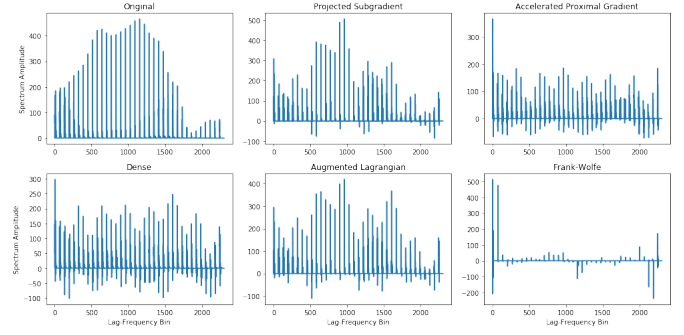 Original
Projected Subgradient
Accelerated Proximal Gradient
Spectrum Amplitude
400
300
200
100
0
0 500 1000 1500 2000
500
400
300
200
100
0
−100
0 500 1000 1500 2000
300
200
100
0
0 500 1000 1500 2000
Dense
Augmented Lagrangian
Frank-Wolfe
Spectrum Amplitude
300
250
200
150
100
50
0
−50
−100
0 500 1000 1500 2000
Lag-Frequency Bin
400
300
200
100
0
−100
0 500 1000 1500 2000
Lag-Frequency Bin
500
400
300
200
100
0
−100
−200
0 500 1000 1500 2000
Lag-Frequency Bin